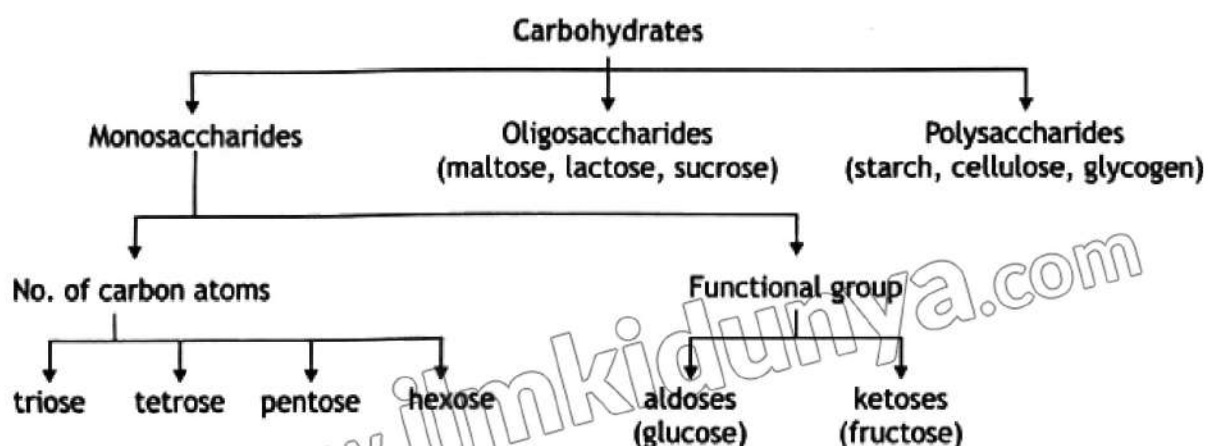 Carbohydrates
Monosaccharides
Oligosaccharides
(maltose, lactose, sucrose)
Polysaccharides
(starch, cellulose, glycogen)
No. of carbon atoms
Functional group
triose
tetrose
pentose
hexose
aldoses
(glucose)
ketoses
(fructose)
www.ilmkidunya.com